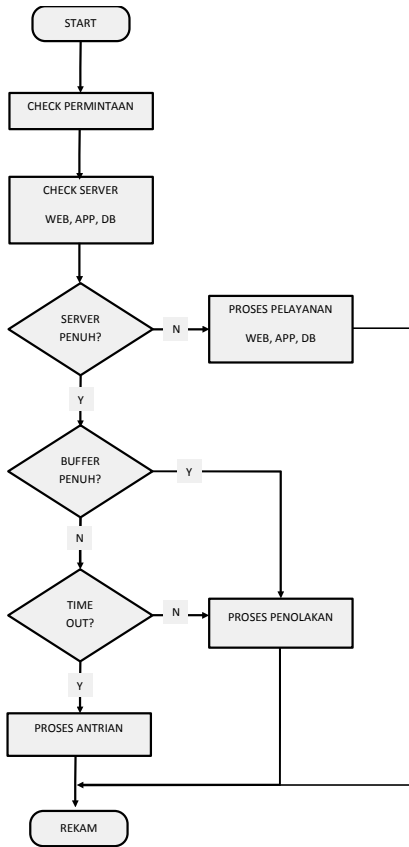 START
CHECK PERMINTAAN
CHECK SERVER
WEB, APP, DB
SERVER
PENUH?
N
PROSES PELAYANAN
WEB, APP, DB
Y
BUFFER
PENUH?
Y
N
TIME
OUT?
N
PROSES PENOLAKAN
Y
PROSES ANTRIAN
REKAM